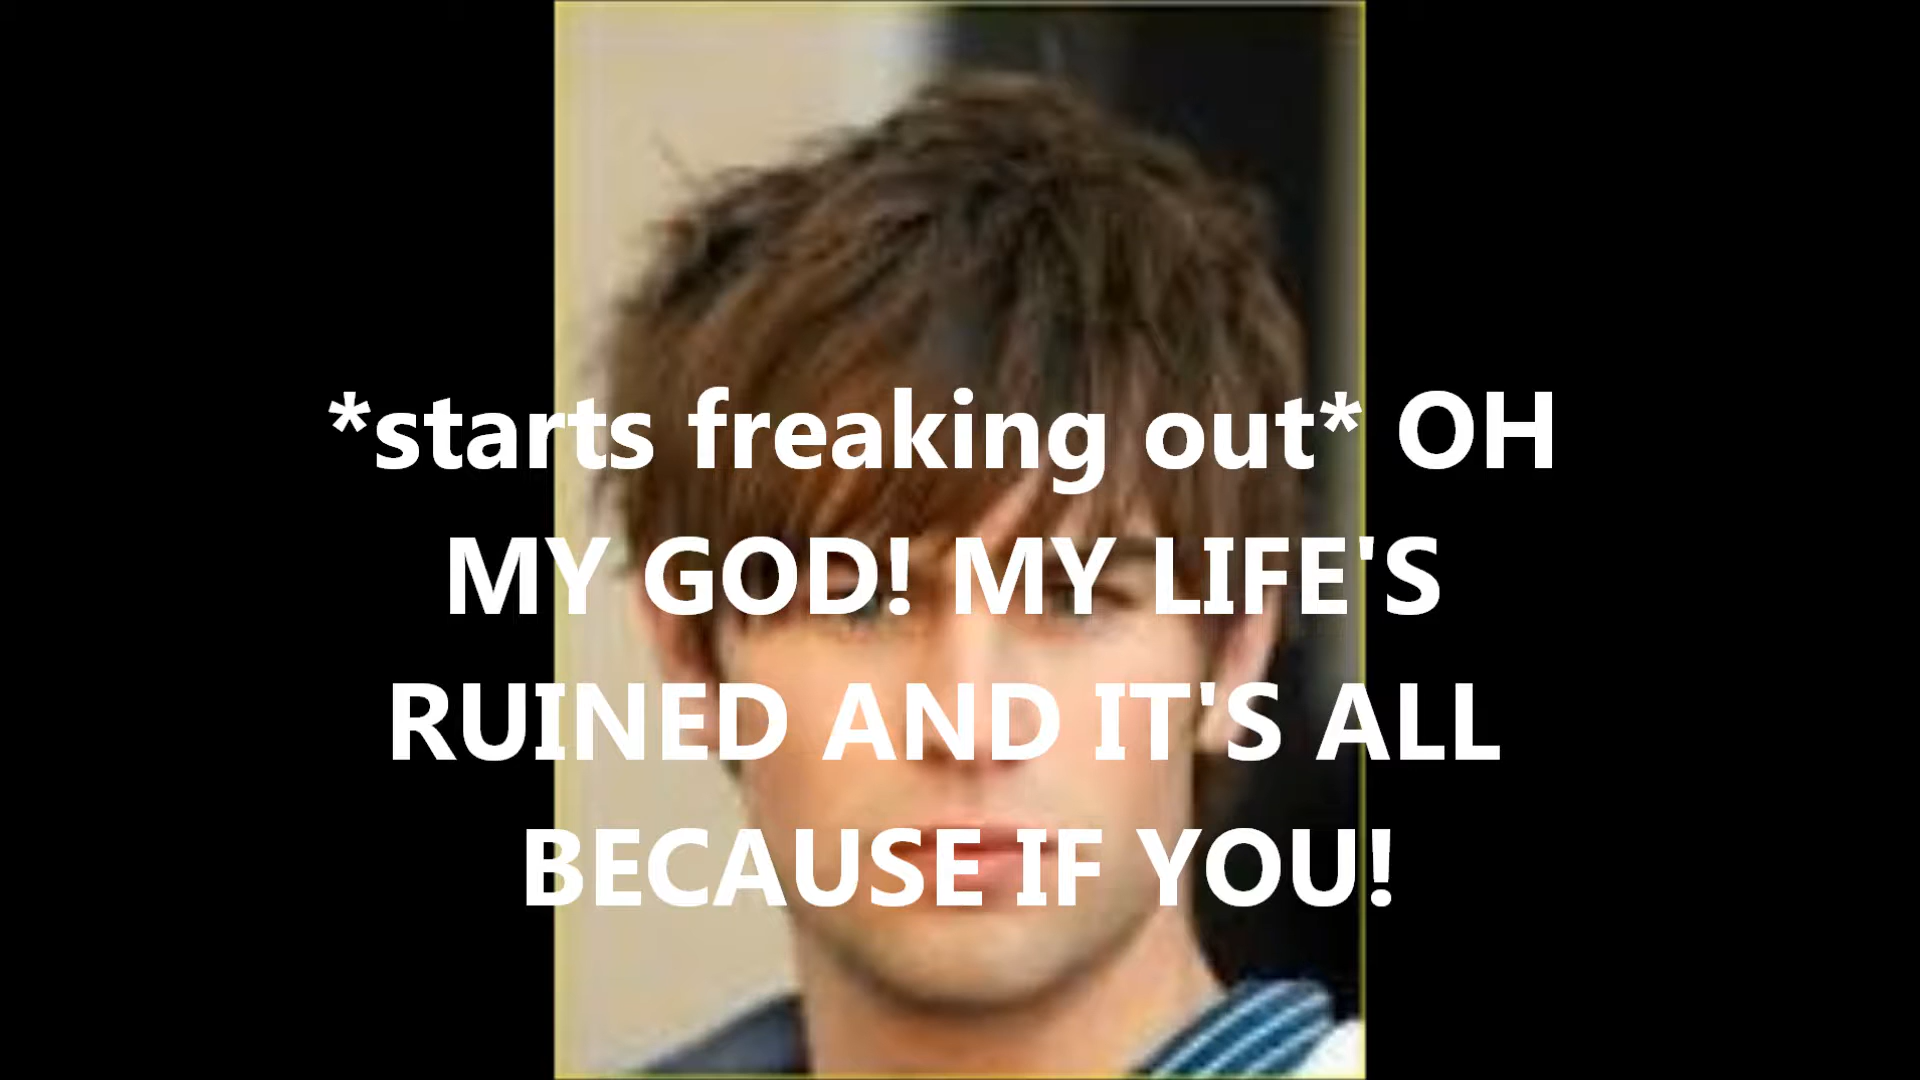 *starts freaking out* OH
MY GOD! MY LIFE'S
RUINED AND IT'S ALL
BECAUSE IF YOU!